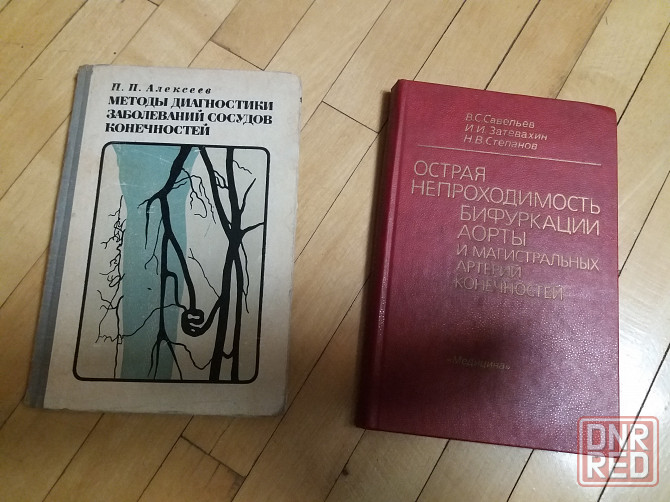 П. П. Алексеев
МЕТОДЫ ДИАГНОСТИКИ
ЗАБОЛЕВАНИЙ СОСУДОВ
КОНЕЧНОСТЕЙ
В.С.Савельев
И.И.Затевахин
Н.В.Степанов
ОСТРАЯ
НЕПРОХОДИМОСТЬ
БИФУРКАЦИИ
АОРТЫ
И МАГИСТРАЛЬНЫХ
АРТЕРИЙ
КОНЕЧНОСТЕЙ
«Медицина»
DNR
RED